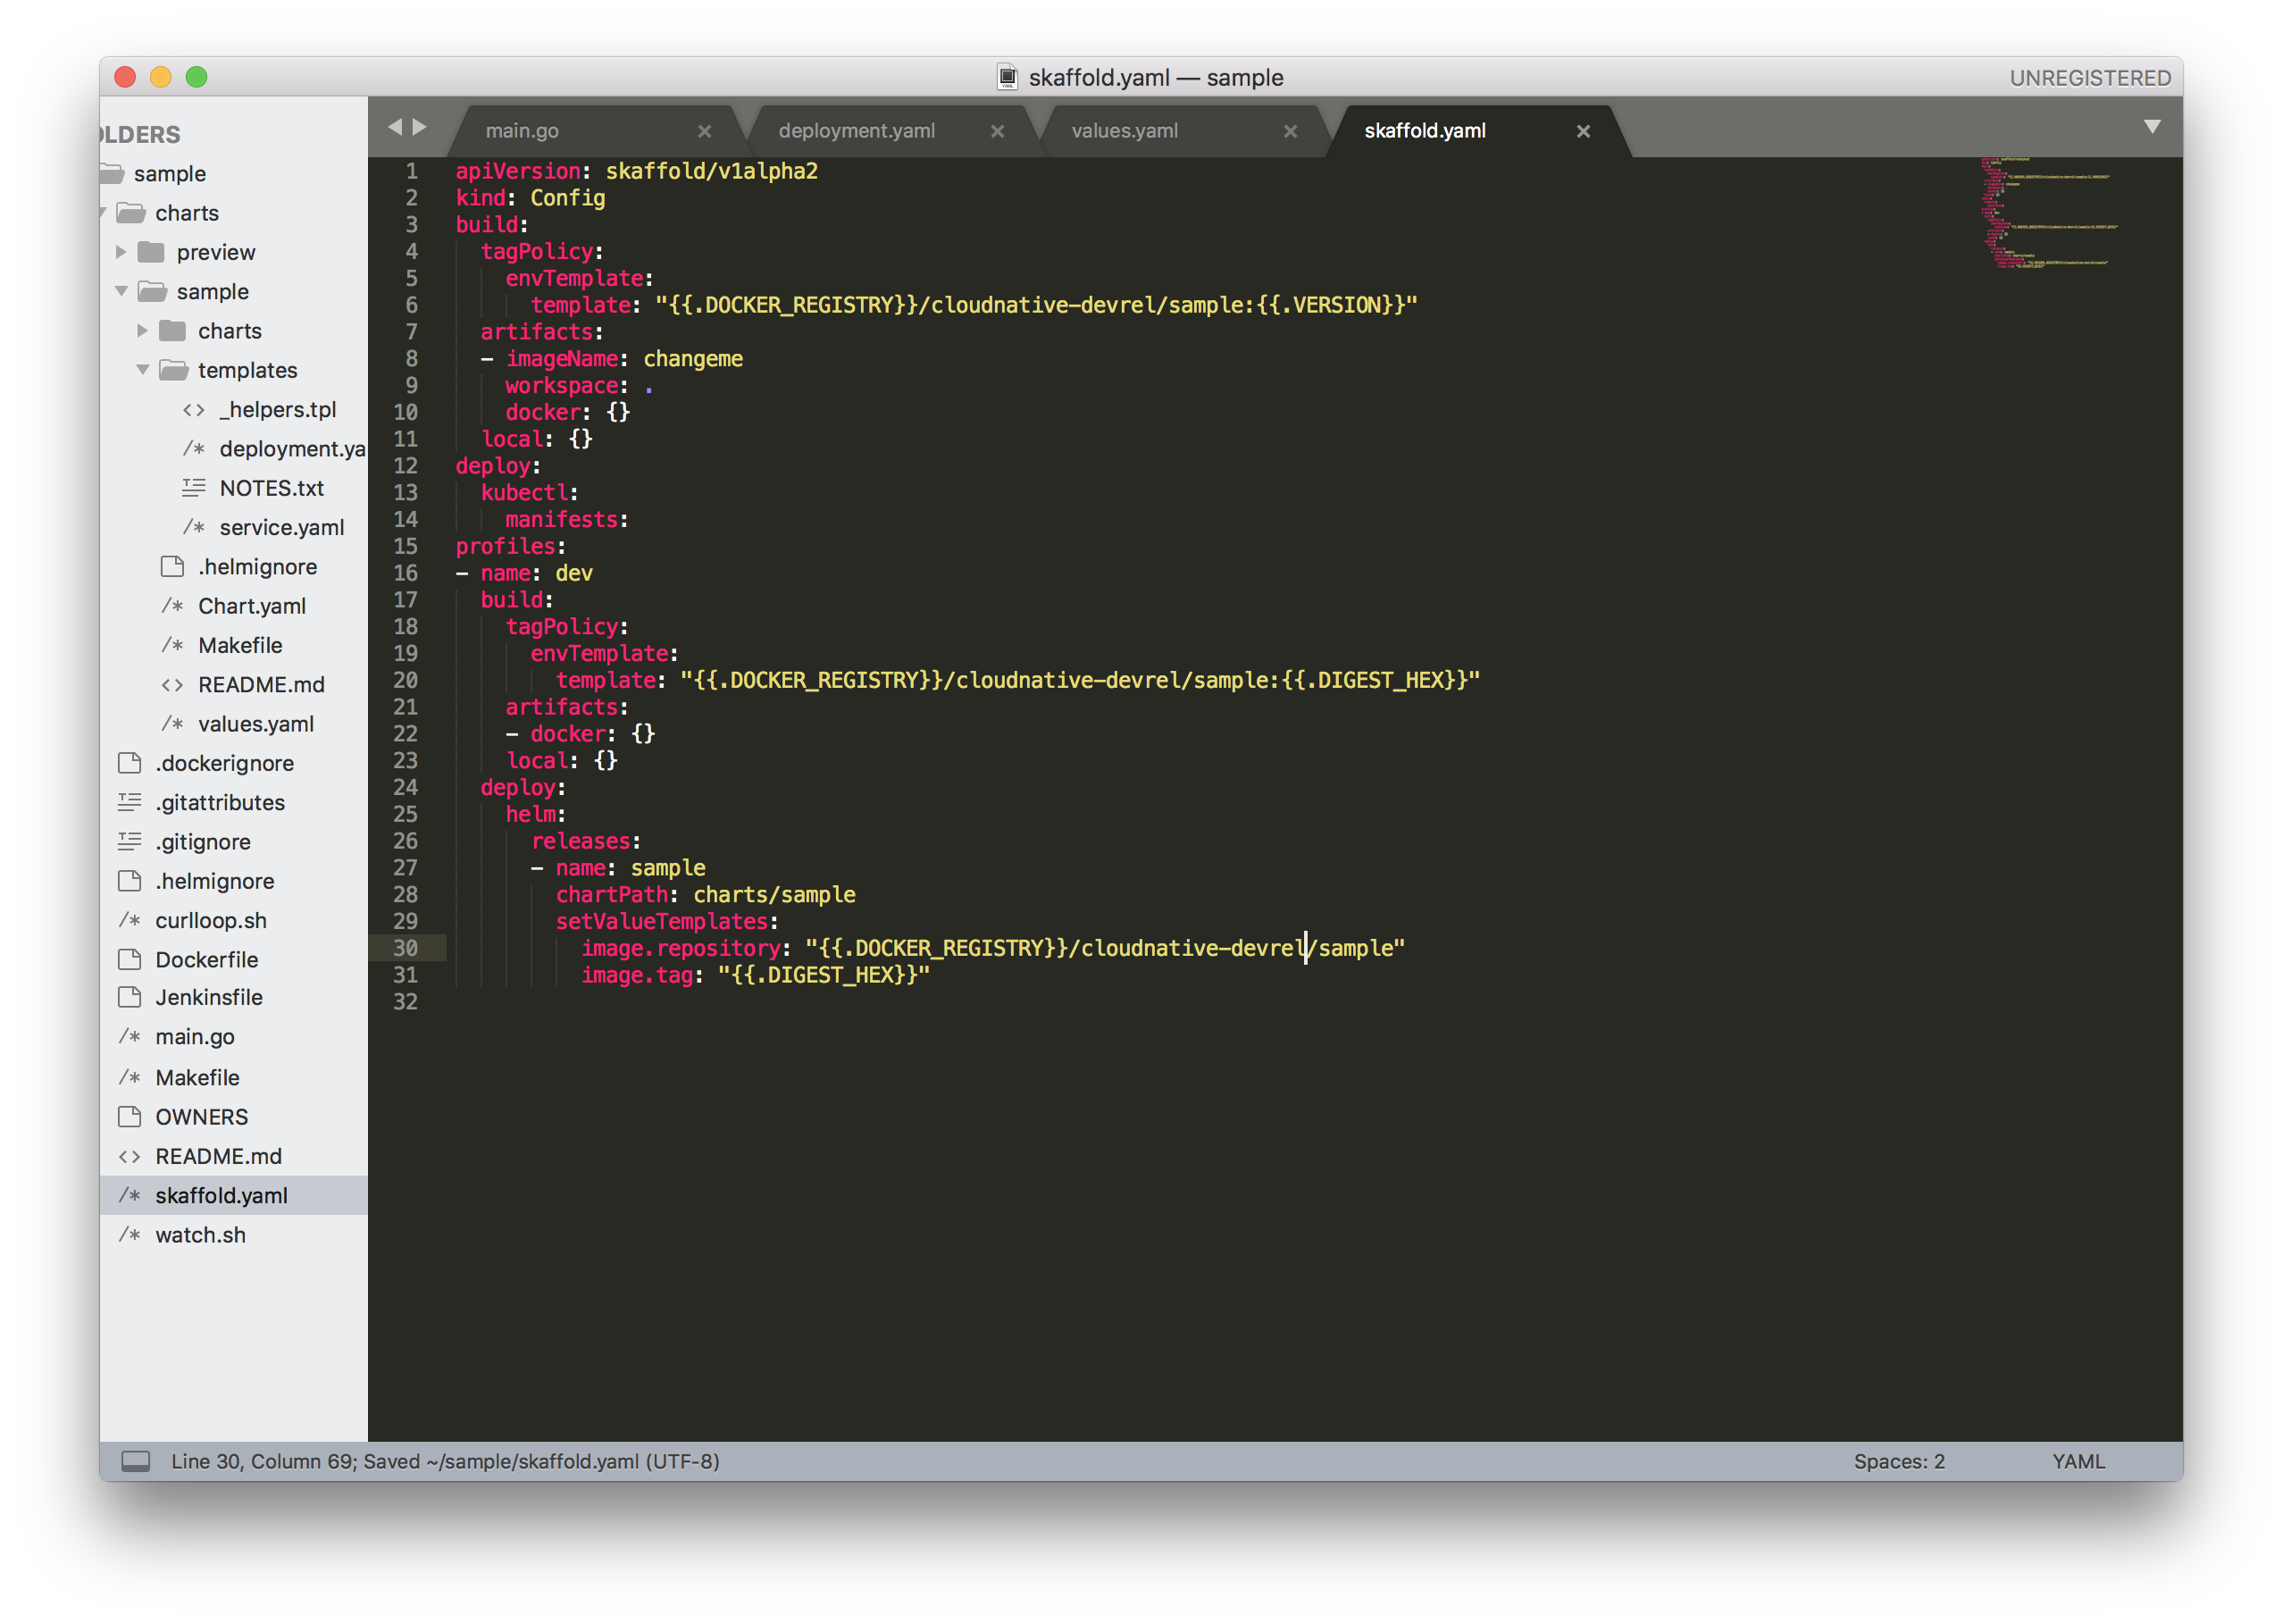 skaffold.yaml — sample
UNREGISTERED
OLDERS
sample
charts
preview
sample
charts
templates
<> _helpers.tpl
/* deployment.ya
NOTES.txt
/* service.yaml
.helmignore
/* Chart.yaml
/* Makefile
<> README.md
/* values.yaml
.dockerignore
.gitattributes
.gitignore
.helmignore
/* curlloop.sh
Dockerfile
Jenkinsfile
/* main.go
/* Makefile
OWNERS
<> README.md
/* skaffold.yaml
/* watch.sh
main.go × deployment.yaml × values.yaml × skaffold.yaml ×
1 apiVersion: skaffold/v1alpha2
2 kind: Config
3 build:
4   tagPolicy:
5     envTemplate:
6       template: "{{.DOCKER_REGISTRY}}/cloudnative-devrel/sample:{{.VERSION}}"
7   artifacts:
8   - imageName: changeme
9     workspace: .
10     docker: {}
11   local: {}
12 deploy:
13   kubectl:
14     manifests:
15 profiles:
16 - name: dev
17   build:
18     tagPolicy:
19       envTemplate:
20         template: "{{.DOCKER_REGISTRY}}/cloudnative-devrel/sample:{{.DIGEST_HEX}}"
21     artifacts:
22     - docker: {}
23     local: {}
24   deploy:
25     helm:
26       releases:
27       - name: sample
28         chartPath: charts/sample
29         setValueTemplates:
30           image.repository: "{{.DOCKER_REGISTRY}}/cloudnative-devrel/sample"
31           image.tag: "{{.DIGEST_HEX}}"
32
Line 30, Column 69; Saved ~/sample/skaffold.yaml (UTF-8)
Spaces: 2
YAML